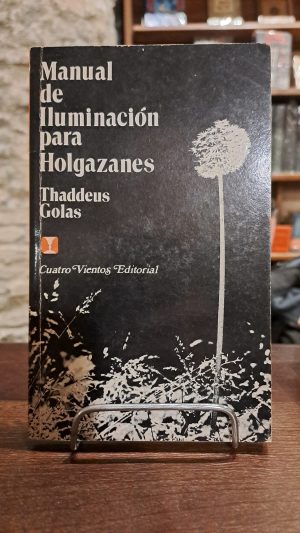 Manual
de
Iluminación
para
Holgazanes
Thaddeus
Golas
Cuatro Vientos Editorial